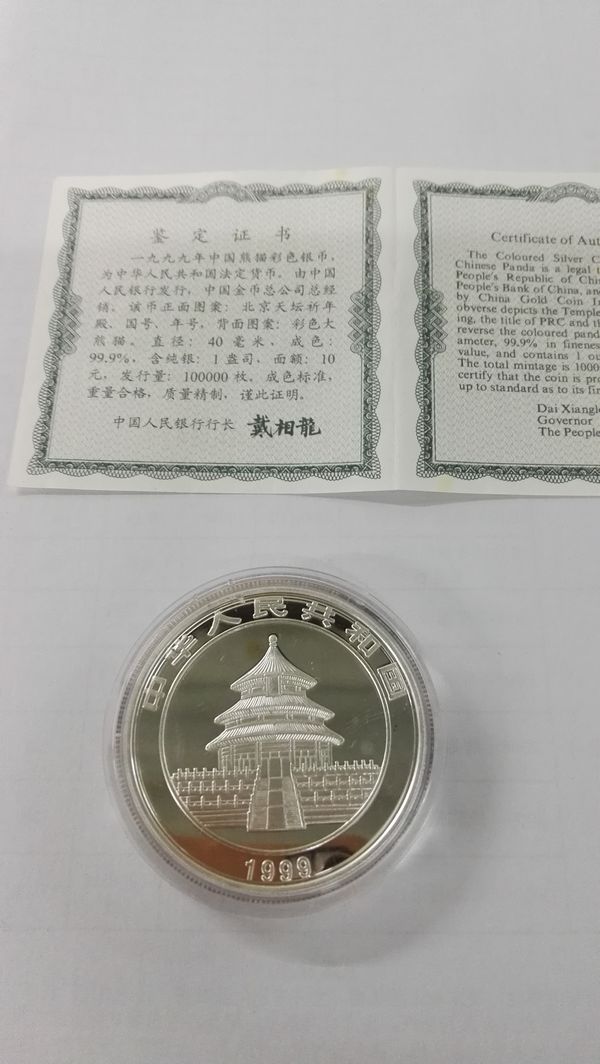 鉴定证书
一九九九年中国熊猫彩色银币,
为中华人民共和国法定货币。由中国
人民银行发行,中国金币总公司总经
销。该币正面图案:北京天坛祈年
殿、国号、年号,背面图案:彩色大
熊猫。直径:40毫米,成色:
99.9%,含纯银:1盎司,面额:10
元,发行量:100000枚。成色标准,
重量合格,质量精制,谨此证明。
中国人民银行行长 戴相龍
Certificate of Aut
The Coloured Silver C
Chinese Panda is a legal t
People's Republic of Chin
People's Bank of China, and
by China Gold Coin In
obverse depicts the Temple
ing, the title of PRC and th
reverse the coloured pand
ameter, 99.9% in finenes
value, and contains 1 ou
The total mintage is 1000
certify that the coin is pro
up to standard as to its fin
Dai Xianglo
Governor
The People
中华人民共和国
1999